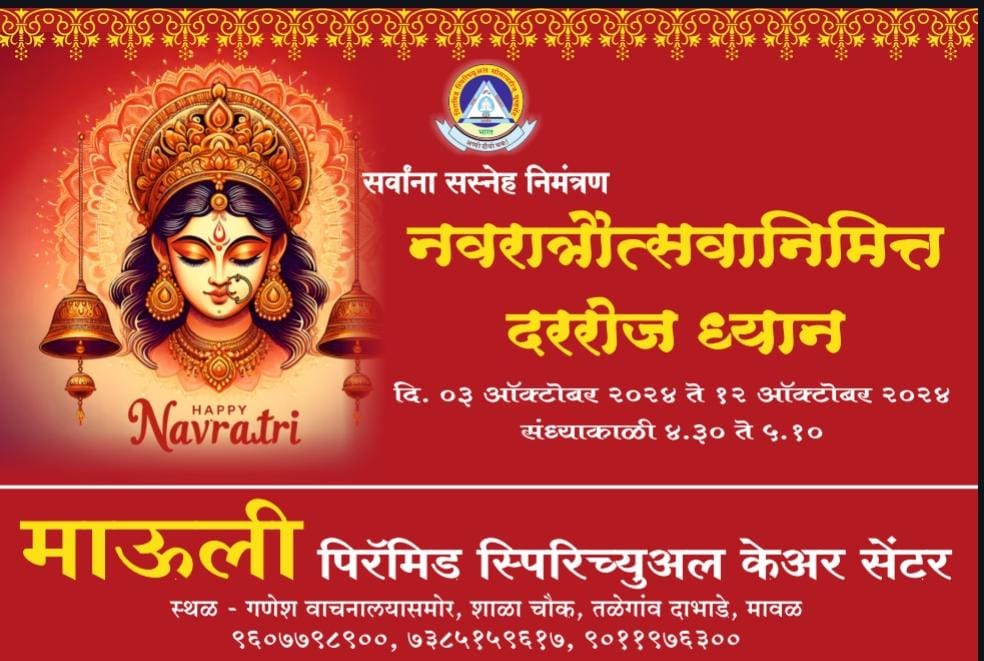 भारत
सर्वांना सस्नेह निमंत्रण
नवरात्रौत्सवानिमित्त
दररोज ध्यान
दि. ०३ ऑक्टोबर २०२४ ते १२ ऑक्टोबर २०२४
संध्याकाळी ४.३० ते ५.१०
HAPPY
Navratri
माऊली पिरॅमिड स्पिरिच्युअल केअर सेंटर
स्थळ - गणेश वाचनालयासमोर, शाळा चौक, तळेगांव दाभाडे, मावळ
९६०७७९८९००, ७३८५१५९६१७, ९०११९७६३००